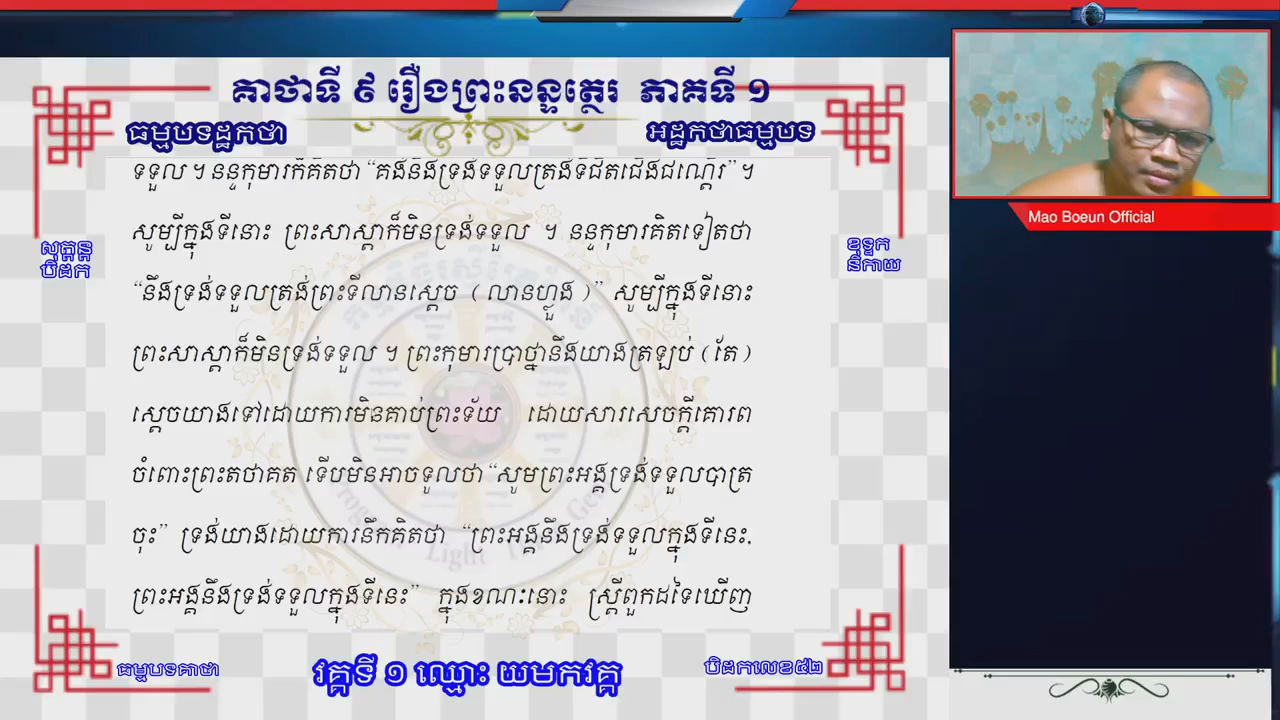 គាថាទី ៩ រឿងព្រះនន្ទត្ថេរ ភាគទី ១
ធម្មបទដ្ឋកថា
អដ្ឋកថាធម្មបទ
ទទួល ។ នន្ទកុមារក៏គិតថា “គង់នឹងទ្រង់ទទួលត្រង់ទីជិតជើងជណ្តើរ” ។
សូម្បីក្នុងទីនោះ ព្រះសាស្តាក៏មិនទ្រង់ទទួល ។ នន្ទកុមារគិតទៀតថា
“នឹងទ្រង់ទទួលត្រង់ព្រះទីលានស្តេច ( លានហ្លួង )” សូម្បីក្នុងទីនោះ
ព្រះសាស្តាក៏មិនទ្រង់ទទួល ។ ព្រះកុមារប្រាថ្នានឹងយាងត្រឡប់ ( តែ )
ស្តេចយាងទៅដោយការមិនគាប់ព្រះទ័យ ដោយសារសេចក្តីគោរព
ចំពោះព្រះតថាគត ទើបមិនអាចទូលថា “សូមព្រះអង្គទ្រង់ទទួលបាត្រ
ចុះ” ទ្រង់យាងដោយការនឹកគិតថា “ព្រះអង្គនឹងទ្រង់ទទួលក្នុងទីនេះ,
ព្រះអង្គនឹងទ្រង់ទទួលក្នុងទីនេះ” ក្នុងខណៈនោះ ស្ត្រីពួកដទៃឃើញ
សុត្តន្ត
បិដក
ខុទ្ទក
និកាយ
Mao Boeun Official
ធម្មបទគាថា
វគ្គទី ១ ឈ្មោះ យមកវគ្គ
បិដកលេខ៥២